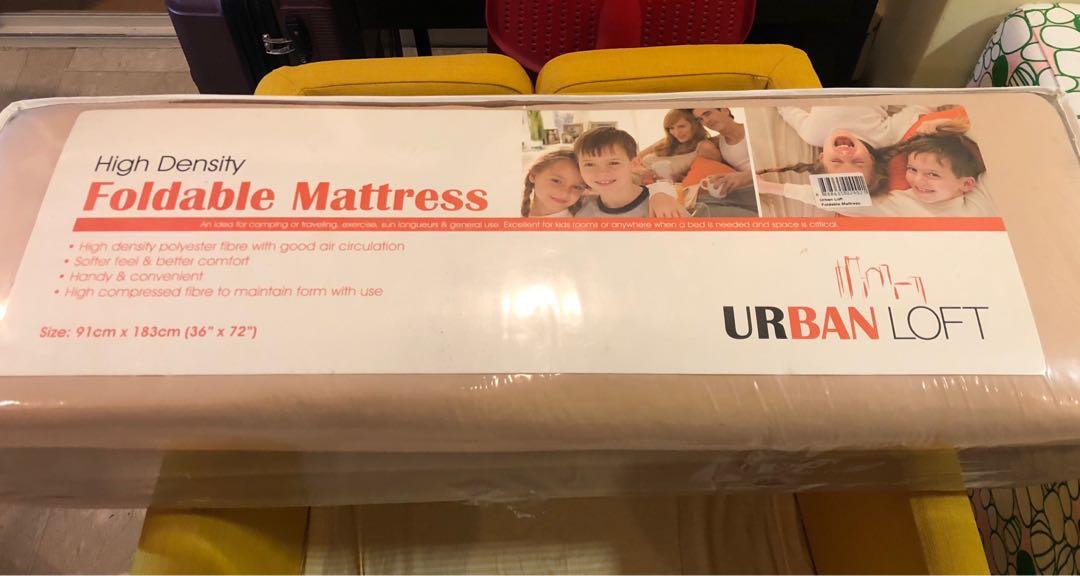 High Density
Foldable Mattress
An ideal for camping or traveling, exercise, sun longueurs & general use. Excellent for kids rooms or anywhere when a bed is needed and space is critical.
• High density polyester fibre with good air circulation
• Softer feel & better comfort
• Handy & convenient
• High compressed fibre to maintain form with use
Size: 91cm x 183cm (36" x 72")
Urban Loft
Foldable Mattress
URBAN LOFT